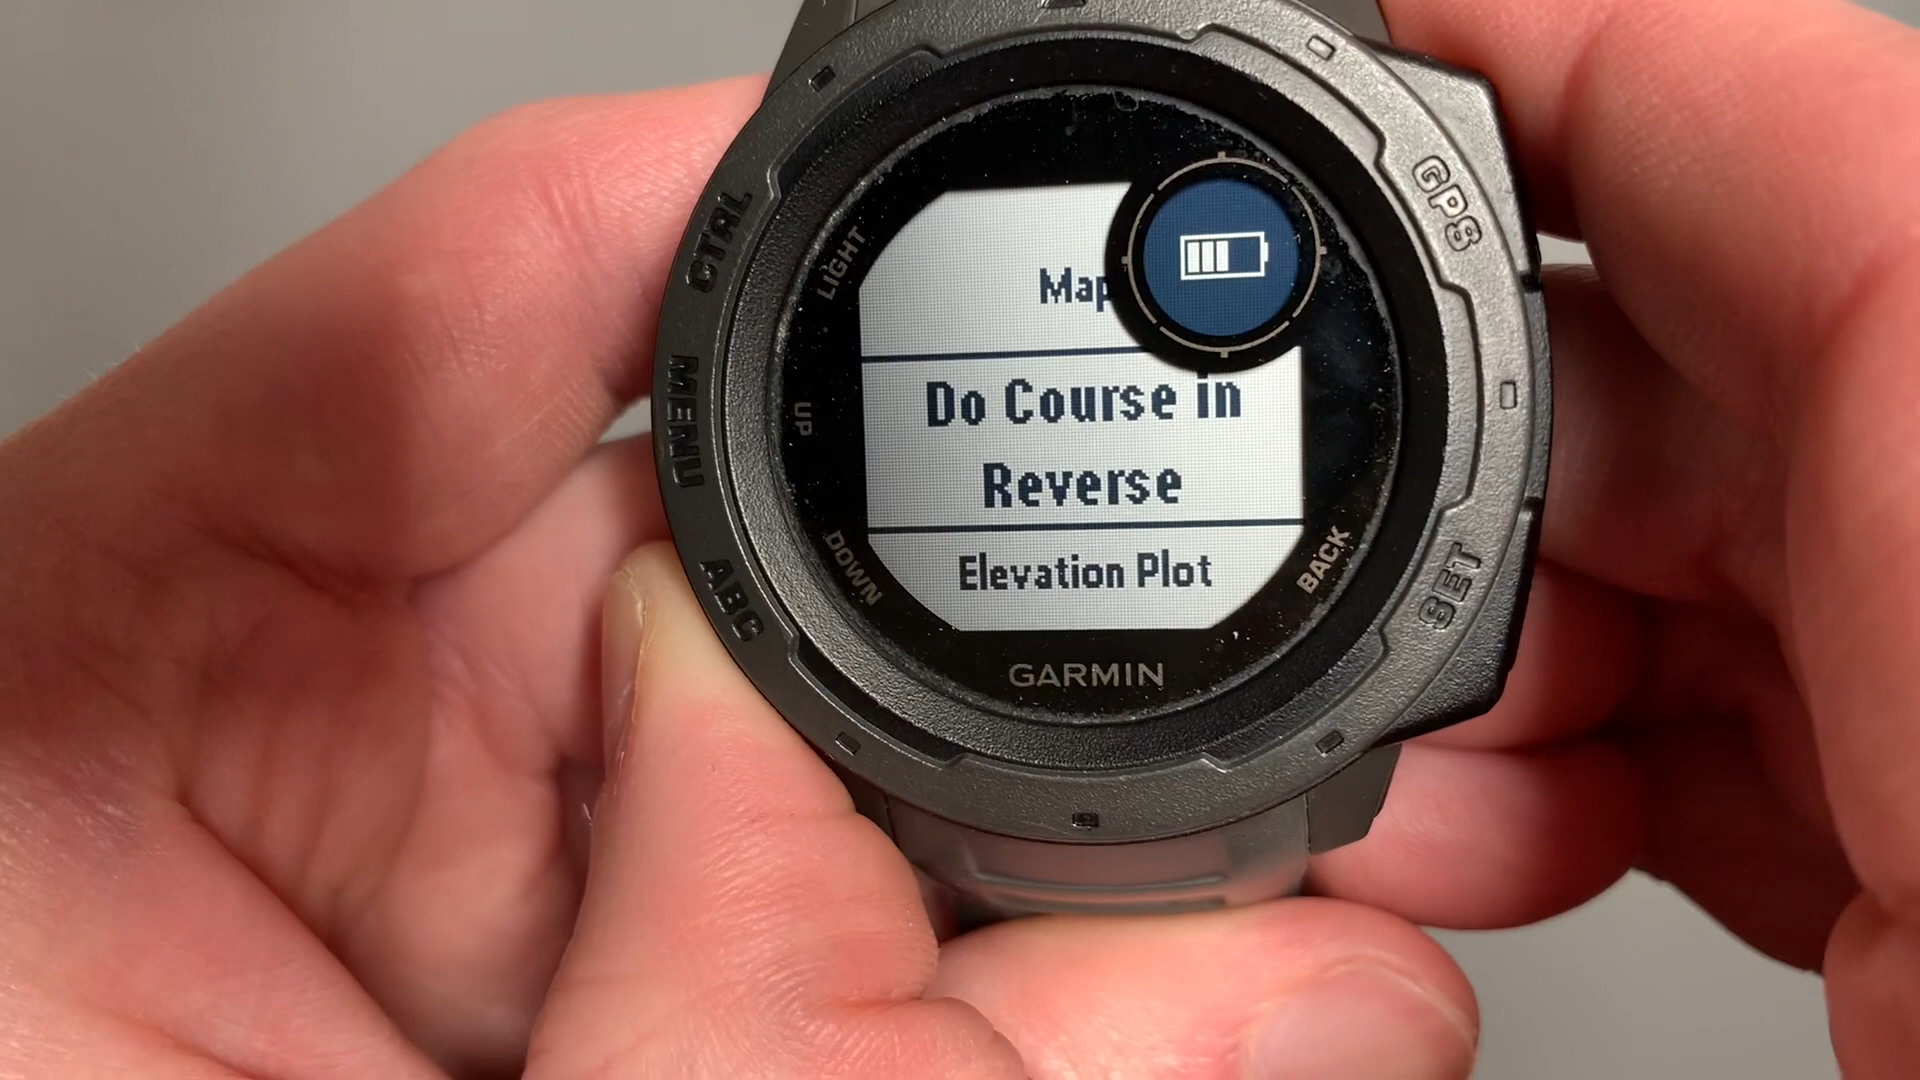 CTRL
LIGHT
GPS
Map
MENU
UP
Do Course in
Reverse
DOWN
BACK
ABC
SET
Elevation Plot
GARMIN